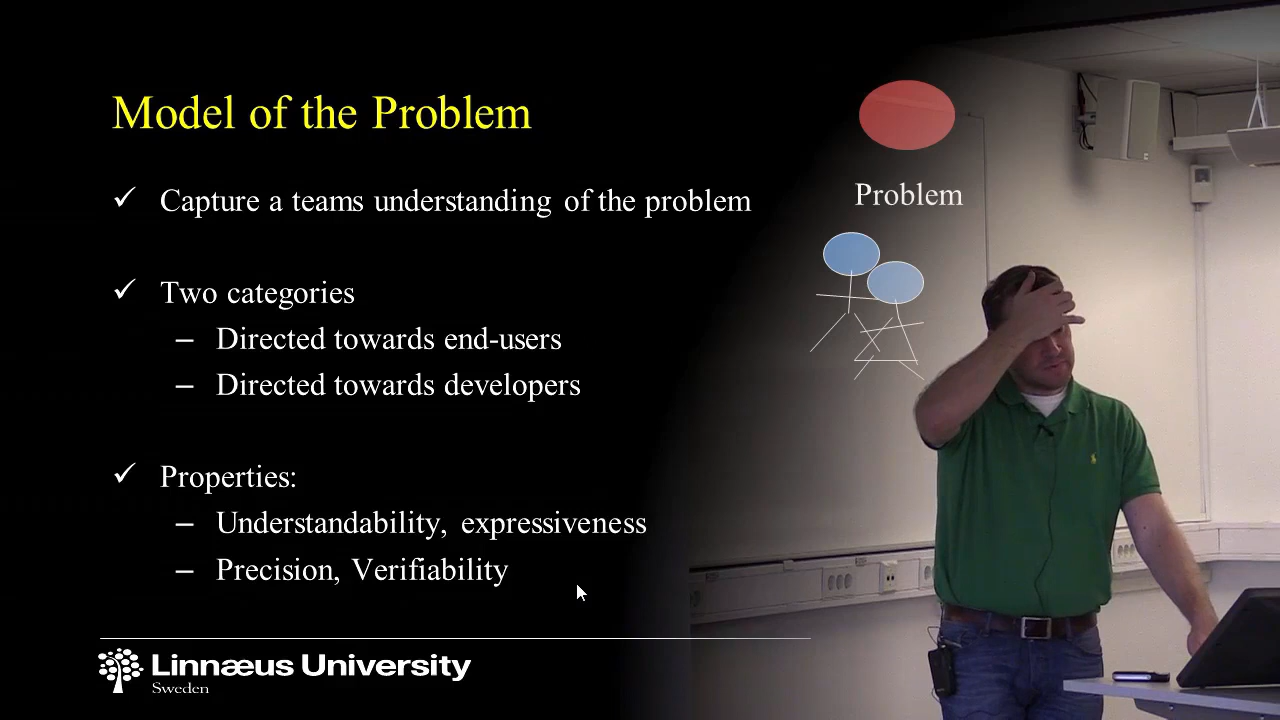 Model of the Problem
✓ Capture a teams understanding of the problem
✓ Two categories
– Directed towards end-users
– Directed towards developers
✓ Properties:
– Understandability, expressiveness
– Precision, Verifiability
Problem
Linnæus University
Sweden